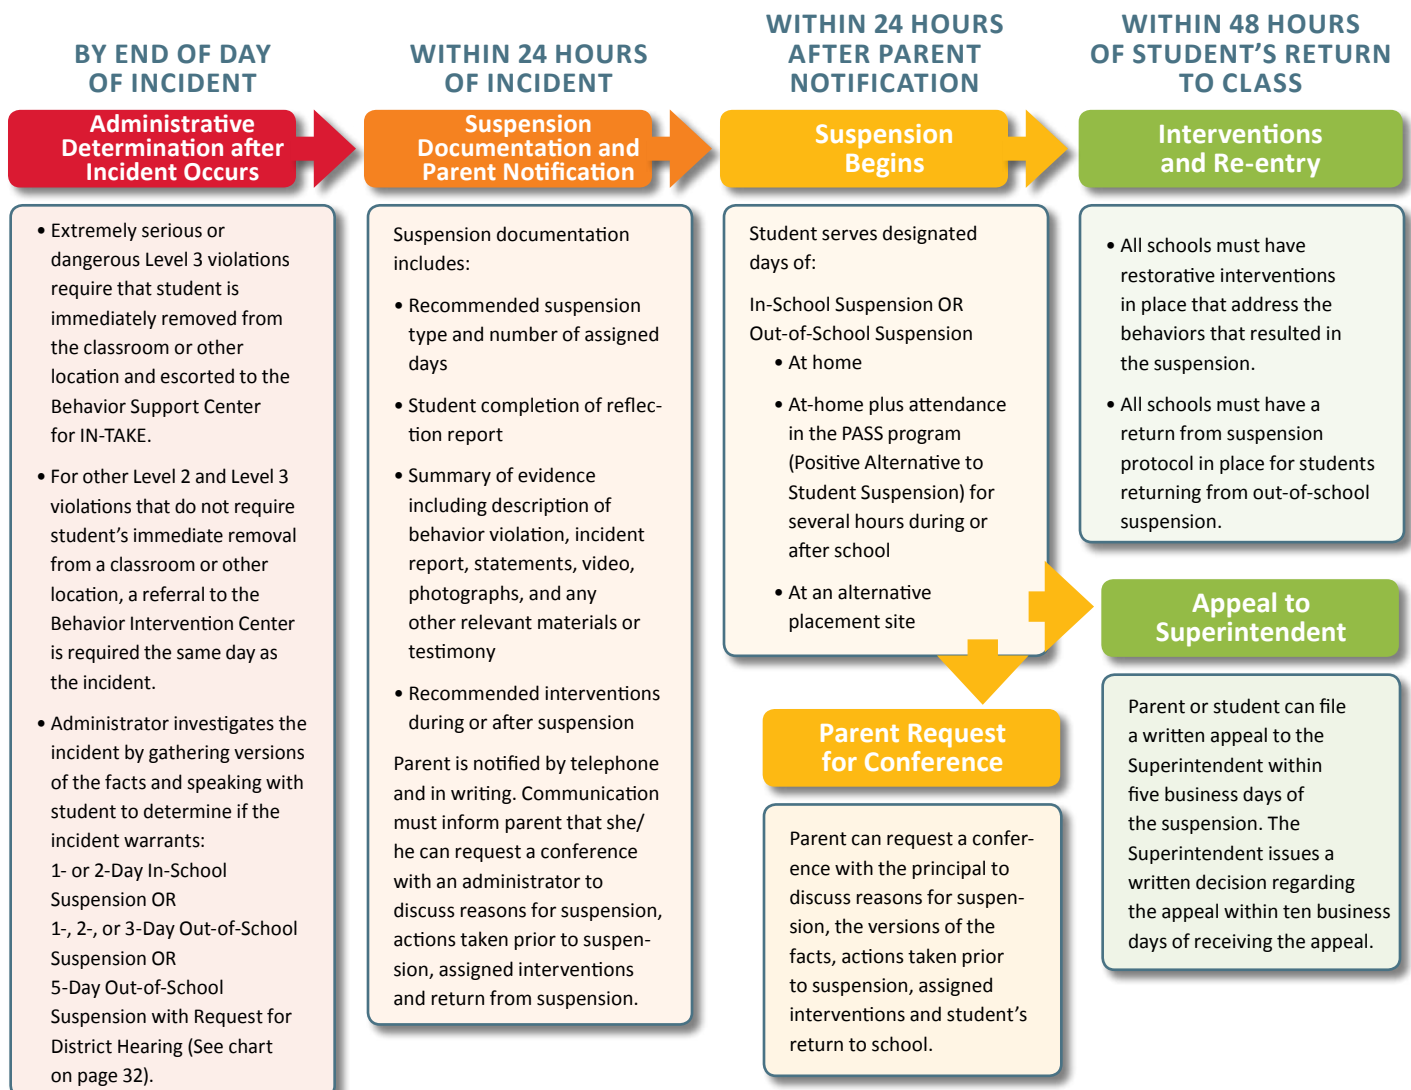 BY END OF DAY
OF INCIDENT
Administrative
Determination after
Incident Occurs
• Extremely serious or
dangerous Level 3 violations
require that student is
immediately removed from
the classroom or other
location and escorted to the
Behavior Support Center
for IN-TAKE.
• For other Level 2 and Level 3
violations that do not require
student’s immediate removal
from a classroom or other
location, a referral to the
Behavior Intervention Center
is required the same day as
the incident.
• Administrator investigates the
incident by gathering versions
of the facts and speaking with
student to determine if the
incident warrants:
1- or 2-Day In-School
Suspension OR
1-, 2-, or 3-Day Out-of-School
Suspension OR
5-Day Out-of-School
Suspension with Request for
District Hearing (See chart
on page 32).
WITHIN 24 HOURS
OF INCIDENT
Suspension
Documentation and
Parent Notification
Suspension documentation
includes:
• Recommended suspension
type and number of assigned
days
• Student completion of reflec-
tion report
• Summary of evidence
including description of
behavior violation, incident
report, statements, video,
photographs, and any
other relevant materials or
testimony
• Recommended interventions
during or after suspension
Parent is notified by telephone
and in writing. Communication
must inform parent that she/
he can request a conference
with an administrator to
discuss reasons for suspension,
actions taken prior to suspen-
sion, assigned interventions
and return from suspension.
WITHIN 24 HOURS
AFTER PARENT
NOTIFICATION
Suspension
Begins
Student serves designated
days of:
In-School Suspension OR
Out-of-School Suspension
• At home
• At-home plus attendance
in the PASS program
(Positive Alternative to
Student Suspension) for
several hours during or
after school
• At an alternative
placement site
Parent Request
for Conference
Parent can request a confer-
ence with the principal to
discuss reasons for suspen-
sion, the versions of the
facts, actions taken prior
to suspension, assigned
interventions and student’s
return to school.
WITHIN 48 HOURS
OF STUDENT’S RETURN
TO CLASS
Interventions
and Re-entry
• All schools must have
restorative interventions
in place that address the
behaviors that resulted in
the suspension.
• All schools must have a
return from suspension
protocol in place for students
returning from out-of-school
suspension.
Appeal to
Superintendent
Parent or student can file
a written appeal to the
Superintendent within
five business days of
the suspension. The
Superintendent issues a
written decision regarding
the appeal within ten business
days of receiving the appeal.